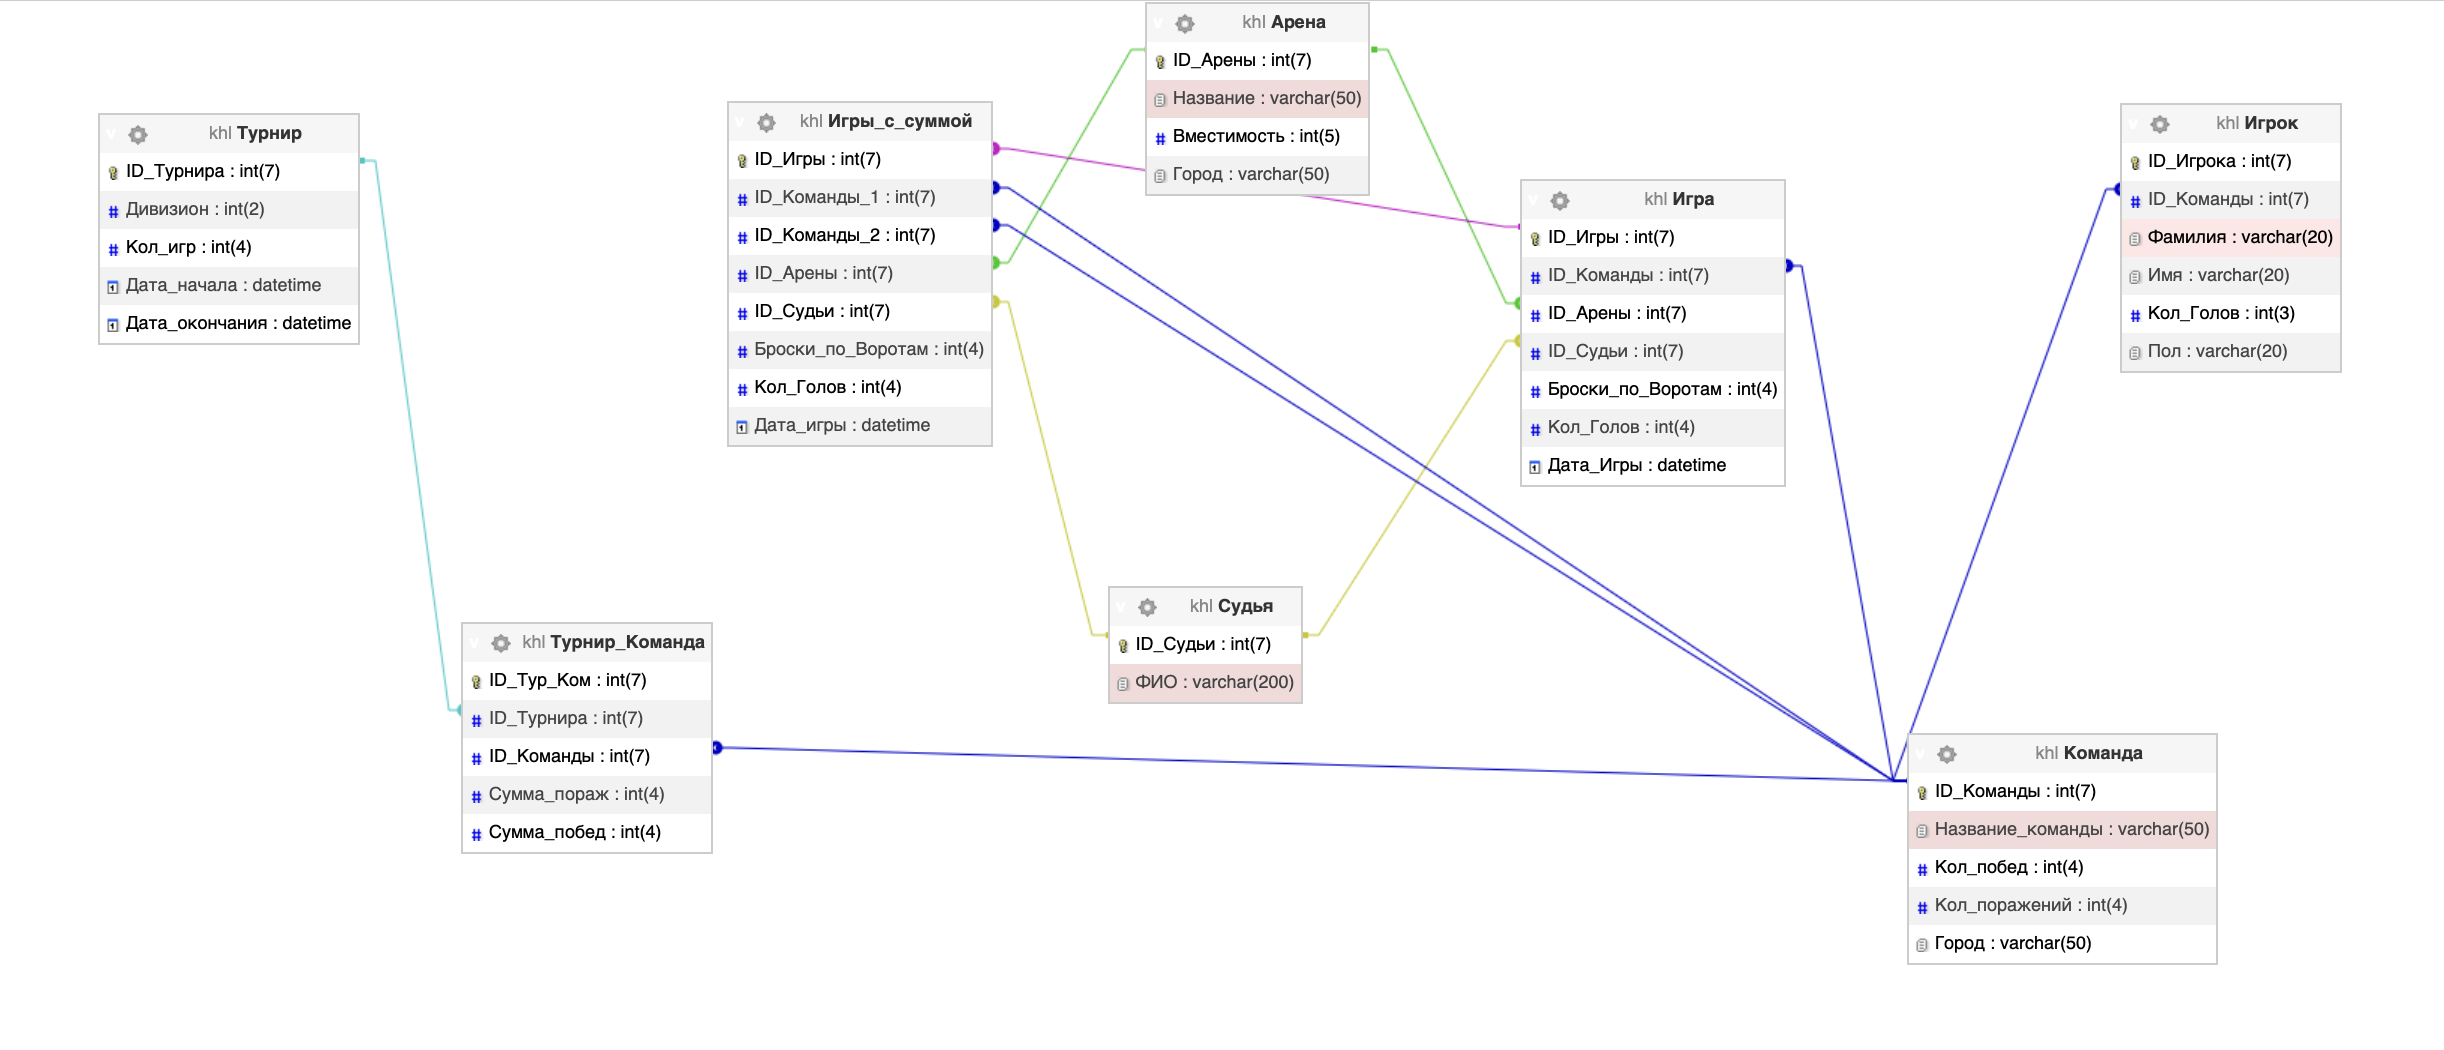 khl Арена
ID_Арены : int(7)
Название : varchar(50)
Вместимость : int(5)
Город : varchar(50)
khl Игры_с_суммой
ID_Игры : int(7)
ID_Команды_1 : int(7)
ID_Команды_2 : int(7)
ID_Арены : int(7)
ID_Судьи : int(7)
Броски_по_Воротам : int(4)
Кол_Голов : int(4)
Дата_игры : datetime
khl Игрок
ID_Игрока : int(7)
ID_Команды : int(7)
Фамилия : varchar(20)
Имя : varchar(20)
Кол_Голов : int(3)
Пол : varchar(20)
khl Турнир
ID_Турнира : int(7)
Дивизион : int(2)
Кол_игр : int(4)
Дата_начала : datetime
Дата_окончания : datetime
khl Игра
ID_Игры : int(7)
ID_Команды : int(7)
ID_Арены : int(7)
ID_Судьи : int(7)
Броски_по_Воротам : int(4)
Кол_Голов : int(4)
Дата_Игры : datetime
khl Судья
ID_Судьи : int(7)
ФИО : varchar(200)
khl Турнир_Команда
ID_Тур_Ком : int(7)
ID_Турнира : int(7)
ID_Команды : int(7)
Сумма_пораж : int(4)
Сумма_побед : int(4)
khl Команда
ID_Команды : int(7)
Название_команды : varchar(50)
Кол_побед : int(4)
Кол_поражений : int(4)
Город : varchar(50)